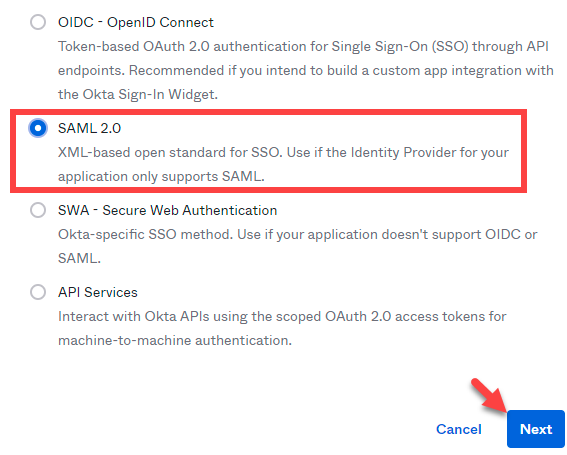 OIDC - OpenID Connect
Token-based OAuth 2.0 authentication for Single Sign-On (SSO) through API
endpoints. Recommended if you intend to build a custom app integration with
the Okta Sign-In Widget.
SAML 2.0
XML-based open standard for SSO. Use if the Identity Provider for your
application only supports SAML.
SWA - Secure Web Authentication
Okta-specific SSO method. Use if your application doesn't support OIDC or
SAML.
API Services
Interact with Okta APIs using the scoped OAuth 2.0 access tokens for
machine-to-machine authentication.
Cancel Next